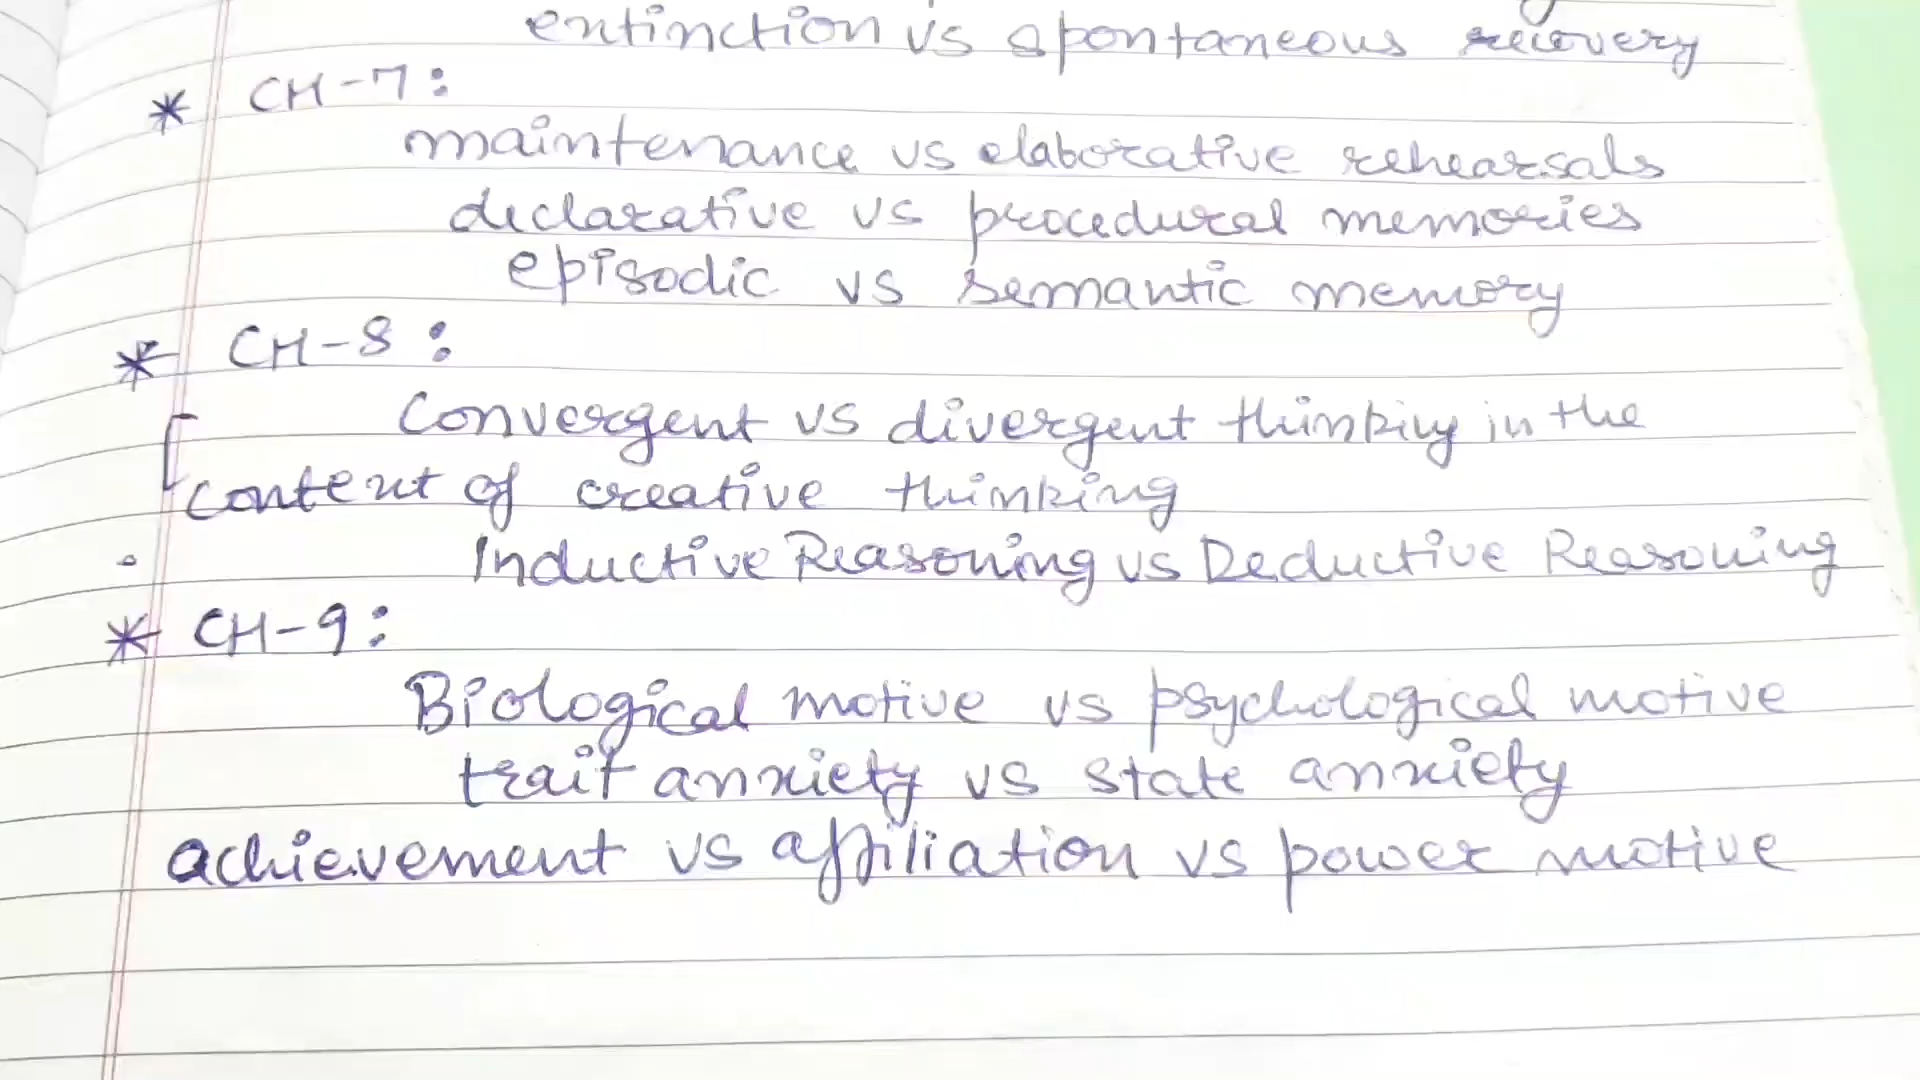 extinction vs spontaneous recovery
* CH-7:
maintenance vs elaborative rehearsals
declarative vs procedural memories
episodic vs semantic memory
* CH-8:
Convergent vs divergent thinking in the
content of creative thinking
Inductive Reasoning vs Deductive Reasoning
* CH-9:
Biological motive vs psychological motive
trait anxiety vs state anxiety
achievement vs affiliation vs power motive